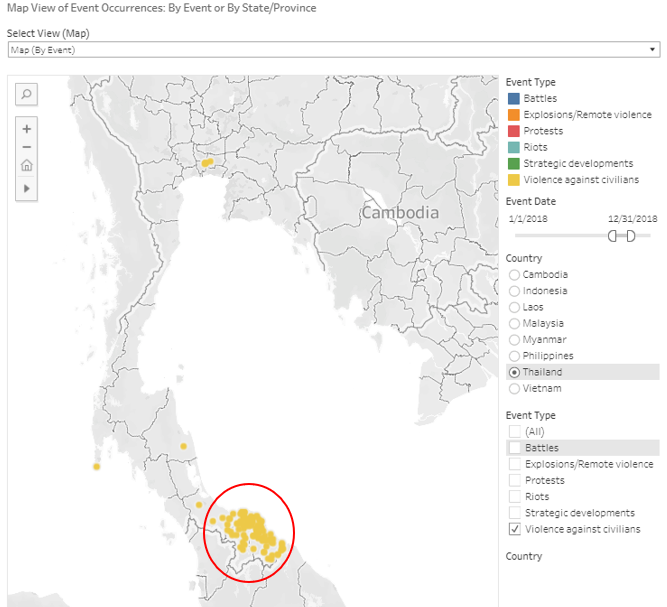 Map View of Event Occurrences: By Event or By State/Province
Select View (Map)
Map (By Event)
Cambodia
Event Type
Battles
Explosions/Remote violence
Protests
Riots
Strategic developments
Violence against civilians
Event Date
1/1/2018 12/31/2018
Country
Cambodia
Indonesia
Laos
Malaysia
Myanmar
Philippines
Thailand
Vietnam
Event Type
(All)
Battles
Explosions/Remote violence
Protests
Riots
Strategic developments
Violence against civilians
Country